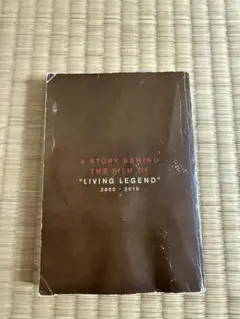 A STORY BEHIND
THE FILM OF
"LIVING LEGEND"
2000 - 2015